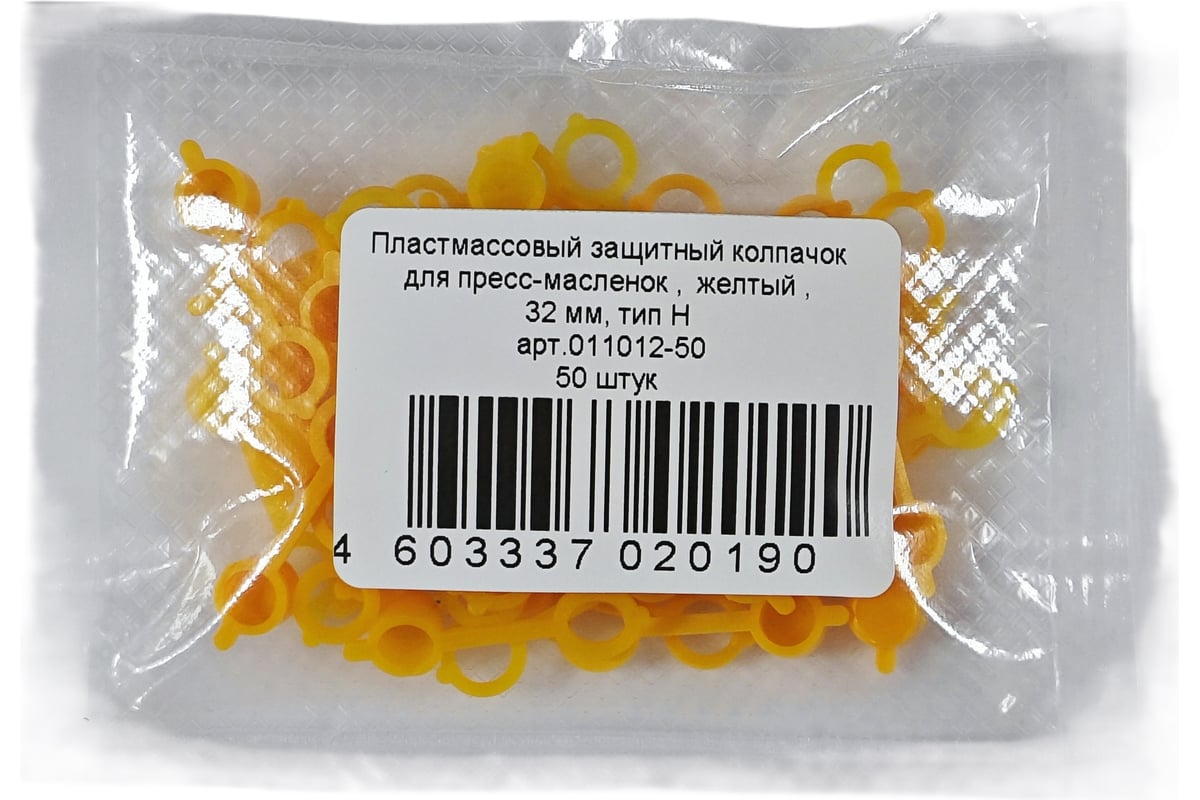 Пластмассовый защитный колпачок
для пресс-масленок , желтый ,
32 мм, тип Н
арт.011012-50
50 штук
4 603337 020190